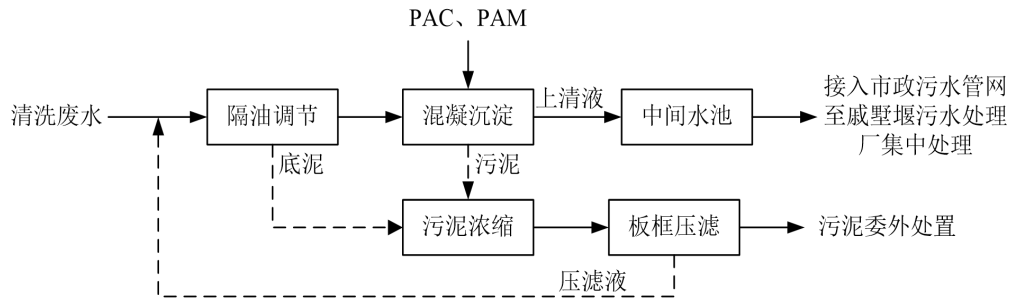 PAC、PAM
清洗废水
隔油调节
混凝沉淀
上清液
中间水池
接入市政污水管网
至戚墅堰污水处理
厂集中处理
底泥
污泥
污泥浓缩
板框压滤
污泥委外处置
压滤液